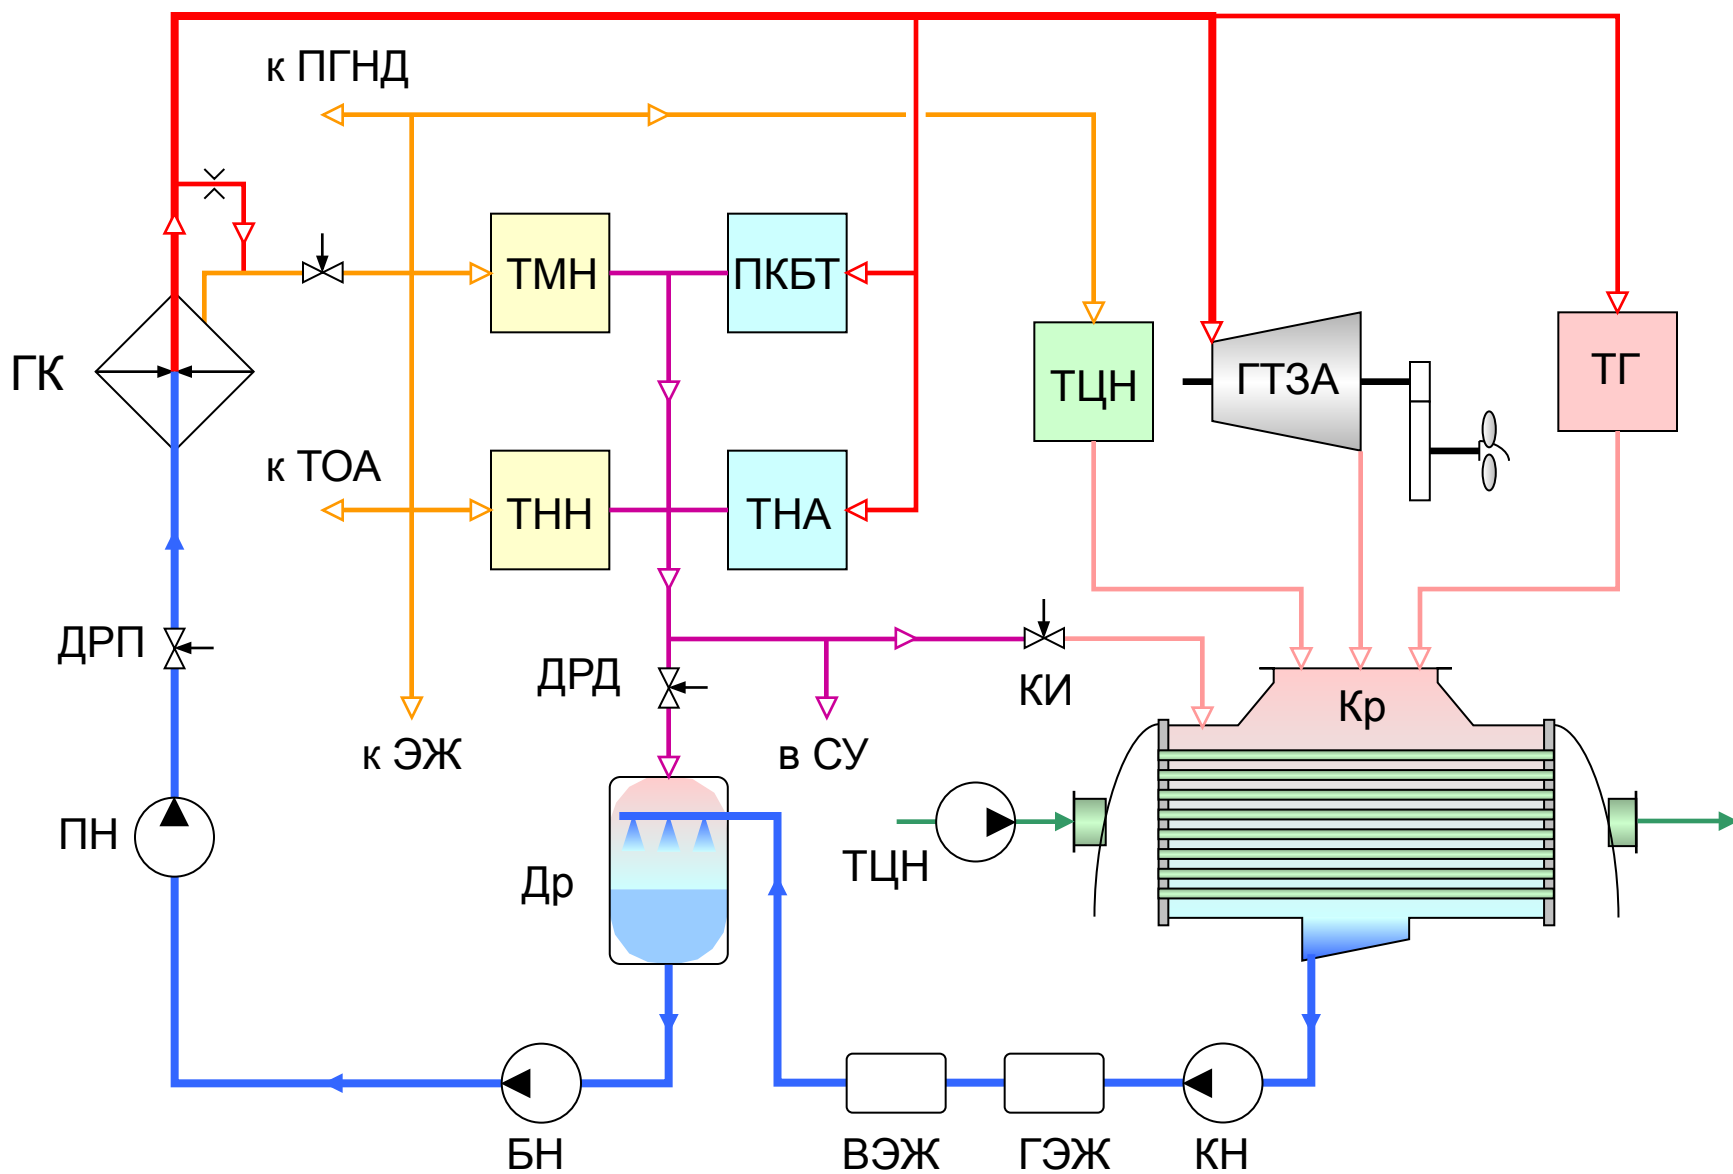 к ПГНД
ТМН
ПКБТ
ГК
ТЦН
ГТЗА
ТГ
к ТОА
ТНН
ТНА
ДРП
ДРД
КИ
Кр
к ЭЖ
в СУ
ПН
ТЦН
Др
БН
ВЭЖ
ГЭЖ
КН